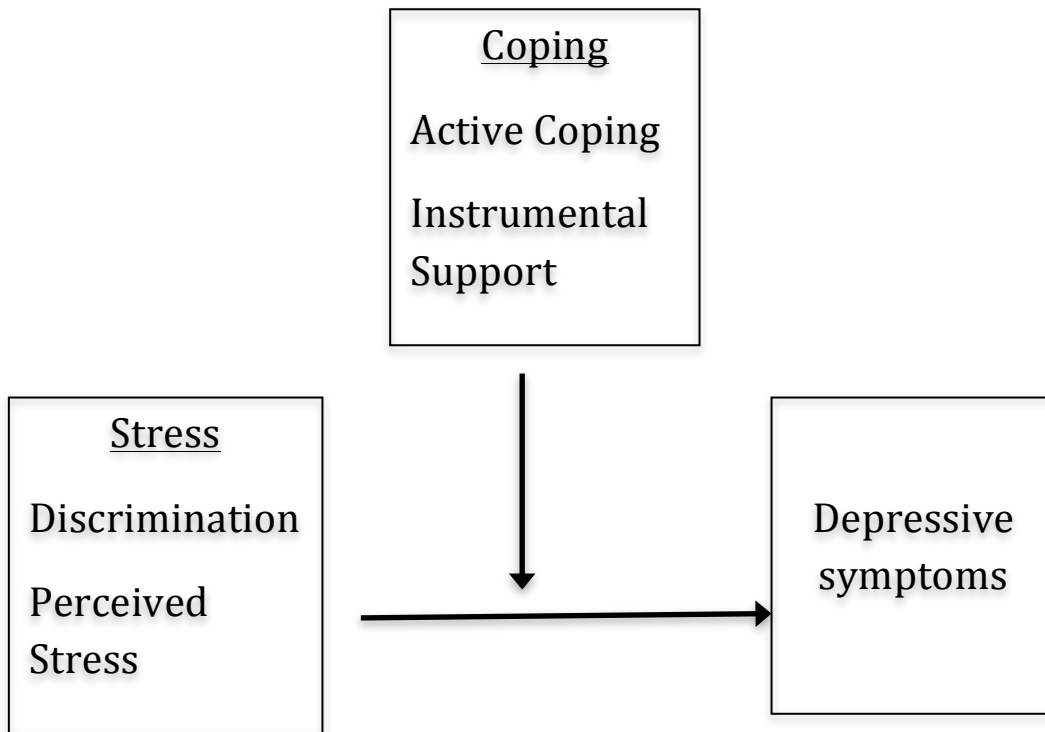 Coping
Active Coping
Instrumental
Support
Stress
Discrimination
Perceived
Stress
Depressive
symptoms